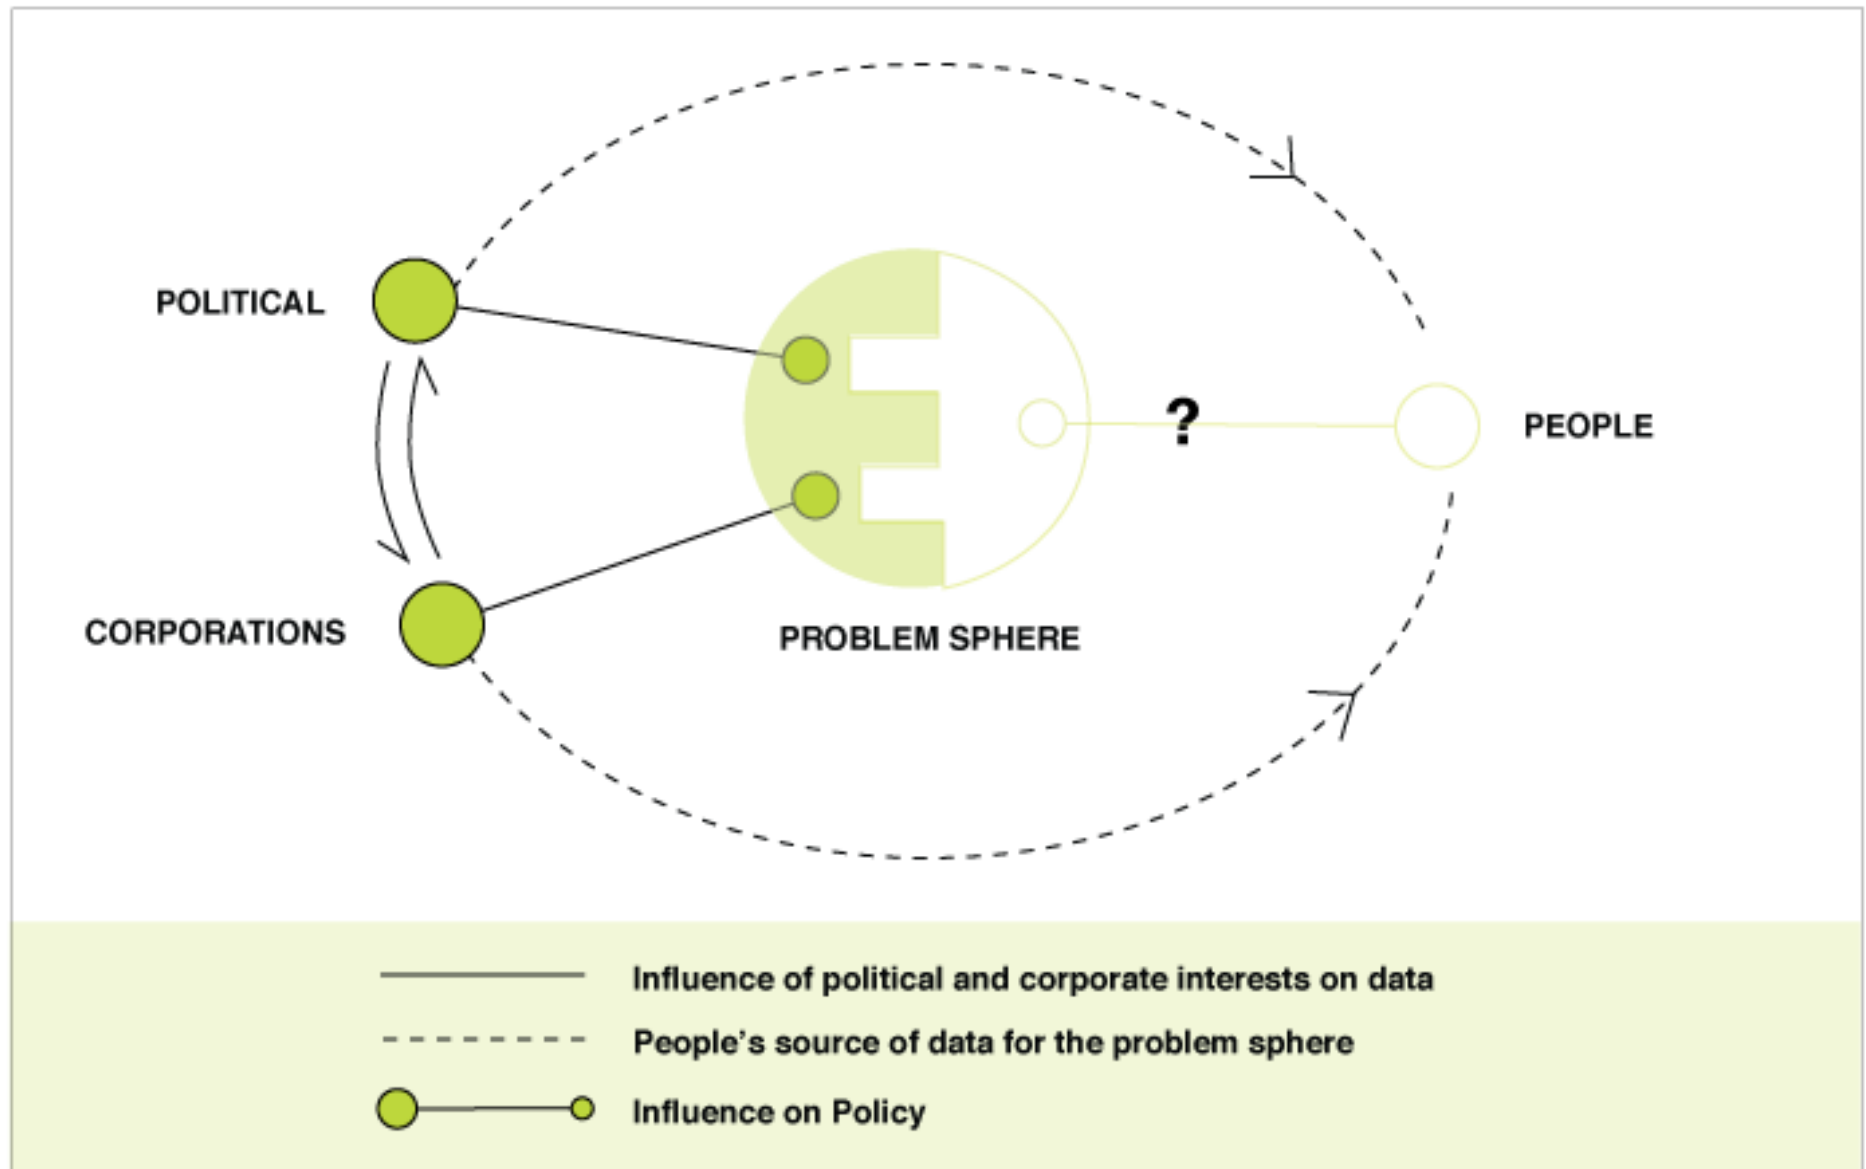 POLITICAL
?
PEOPLE
CORPORATIONS
PROBLEM SPHERE
Influence of political and corporate interests on data
People's source of data for the problem sphere
Influence on Policy